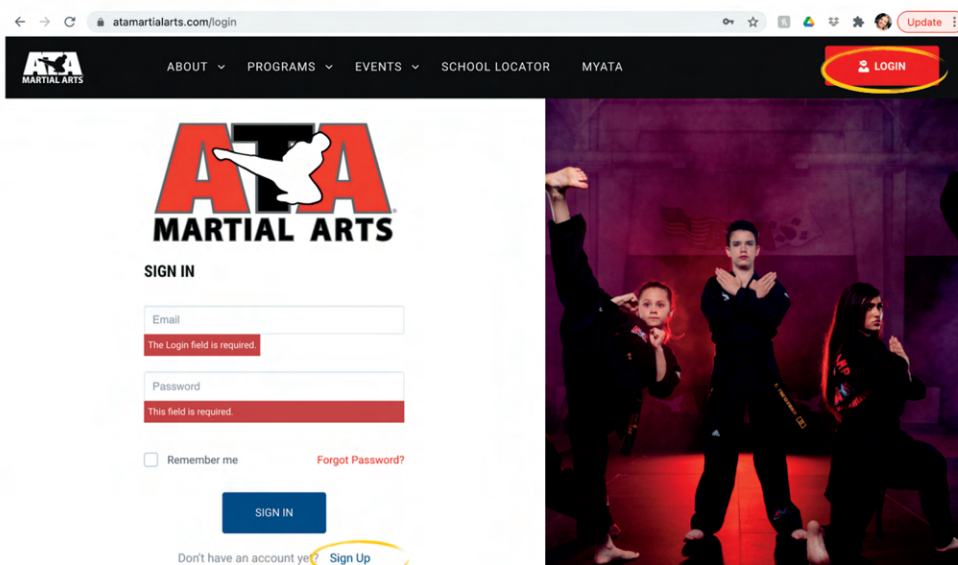 atamartialarts.com/login
Update
ATA
MARTIAL ARTS
ABOUT
PROGRAMS
EVENTS
SCHOOL LOCATOR
MYATA
LOGIN
ATA
MARTIAL ARTS
SIGN IN
Email
The Login field is required.
Password
This field is required.
Remember me
Forgot Password?
SIGN IN
Don't have an account yet? Sign Up